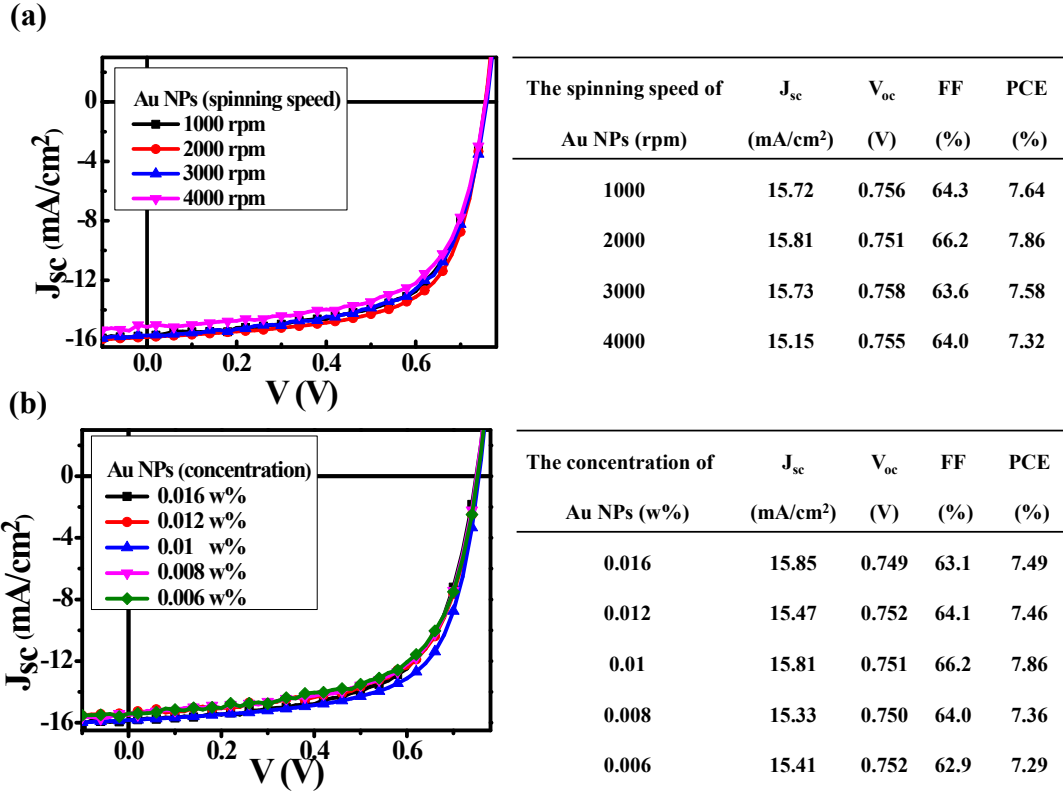 (a)
Au NPs (spinning speed)
1000 rpm
2000 rpm
3000 rpm
4000 rpm
0
-4
-8
-12
-16
J_SC (mA/cm²)
0.0 0.2 0.4 0.6
V (V)
The spinning speed of J_sc V_oc FF PCE
Au NPs (rpm) (mA/cm²) (V) (%) (%)
1000 15.72 0.756 64.3 7.64
2000 15.81 0.751 66.2 7.86
3000 15.73 0.758 63.6 7.58
4000 15.15 0.755 64.0 7.32
(b)
Au NPs (concentration)
0.016 w%
0.012 w%
0.01 w%
0.008 w%
0.006 w%
0
-4
-8
-12
-16
J_SC (mA/cm²)
0.0 0.2 0.4 0.6
V (V)
The concentration of J_sc V_oc FF PCE
Au NPs (w%) (mA/cm²) (V) (%) (%)
0.016 15.85 0.749 63.1 7.49
0.012 15.47 0.752 64.1 7.46
0.01 15.81 0.751 66.2 7.86
0.008 15.33 0.750 64.0 7.36
0.006 15.41 0.752 62.9 7.29